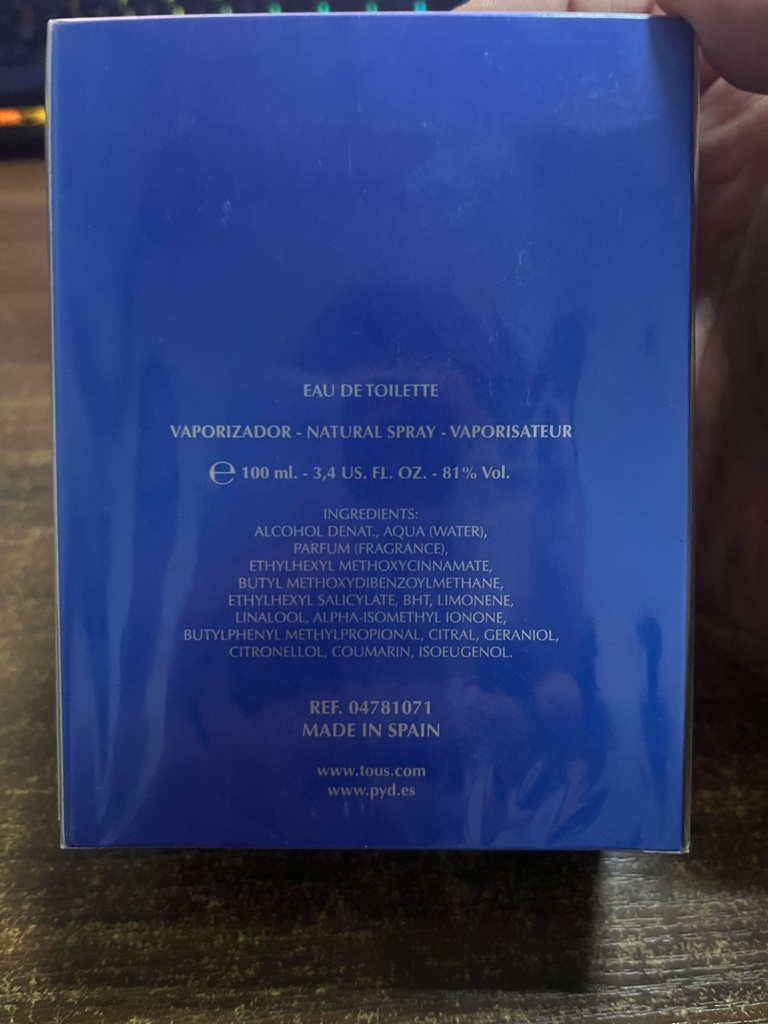 EAU DE TOILETTE
VAPORIZADOR - NATURAL SPRAY - VAPORISATEUR
℮ 100 ml. - 3,4 US. FL. OZ. - 81% Vol.
INGREDIENTS:
ALCOHOL DENAT., AQUA (WATER),
PARFUM (FRAGRANCE),
ETHYLHEXYL METHOXYCINNAMATE,
BUTYL METHOXYDIBENZOYLMETHANE,
ETHYLHEXYL SALICYLATE, BHT, LIMONENE,
LINALOOL, ALPHA-ISOMETHYL IONONE,
BUTYLPHENYL METHYLPROPIONAL, CITRAL, GERANIOL,
CITRONELLOL, COUMARIN, ISOEUGENOL.
REF. 04781071
MADE IN SPAIN
www.tous.com
www.pyd.es